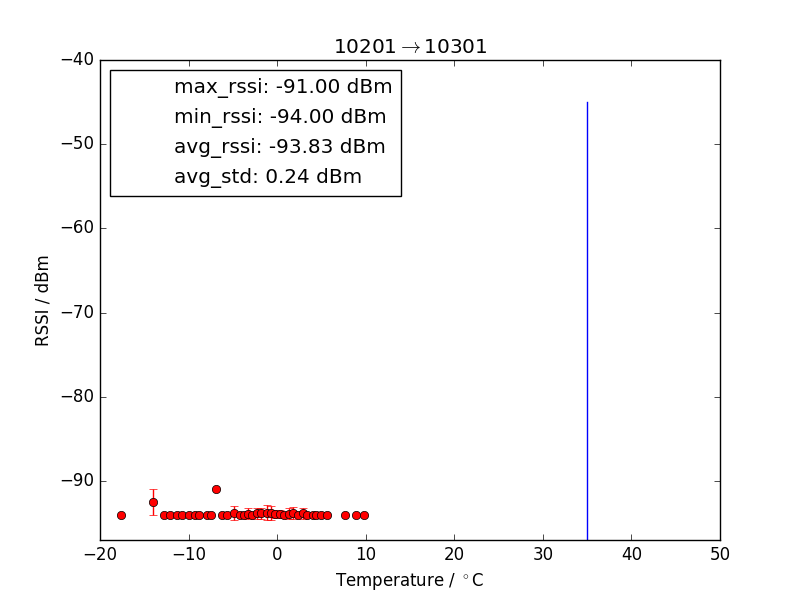 10201→10301
max_rssi: -91.00 dBm
min_rssi: -94.00 dBm
avg_rssi: -93.83 dBm
avg_std: 0.24 dBm
−40
−50
−60
−70
−80
−90
RSSI / dBm
−20 −10 0 10 20 30 40 50
Temperature / °C